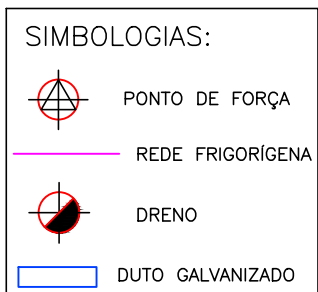 SIMBOLOGIAS:
PONTO DE FORÇA
REDE FRIGORÍGENA
DRENO
DUTO GALVANIZADO